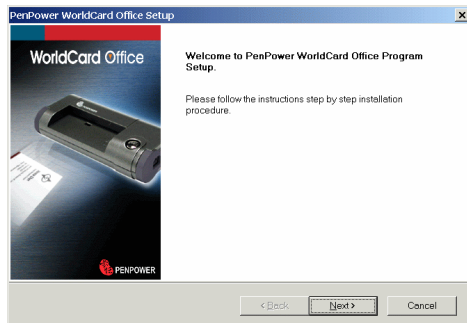 PenPower WorldCard Office Setup
WorldCard Office
Welcome to PenPower WorldCard Office Program
Setup.
Please follow the instructions step by step installation
procedure.
PENPOWER
< Back
Next >
Cancel